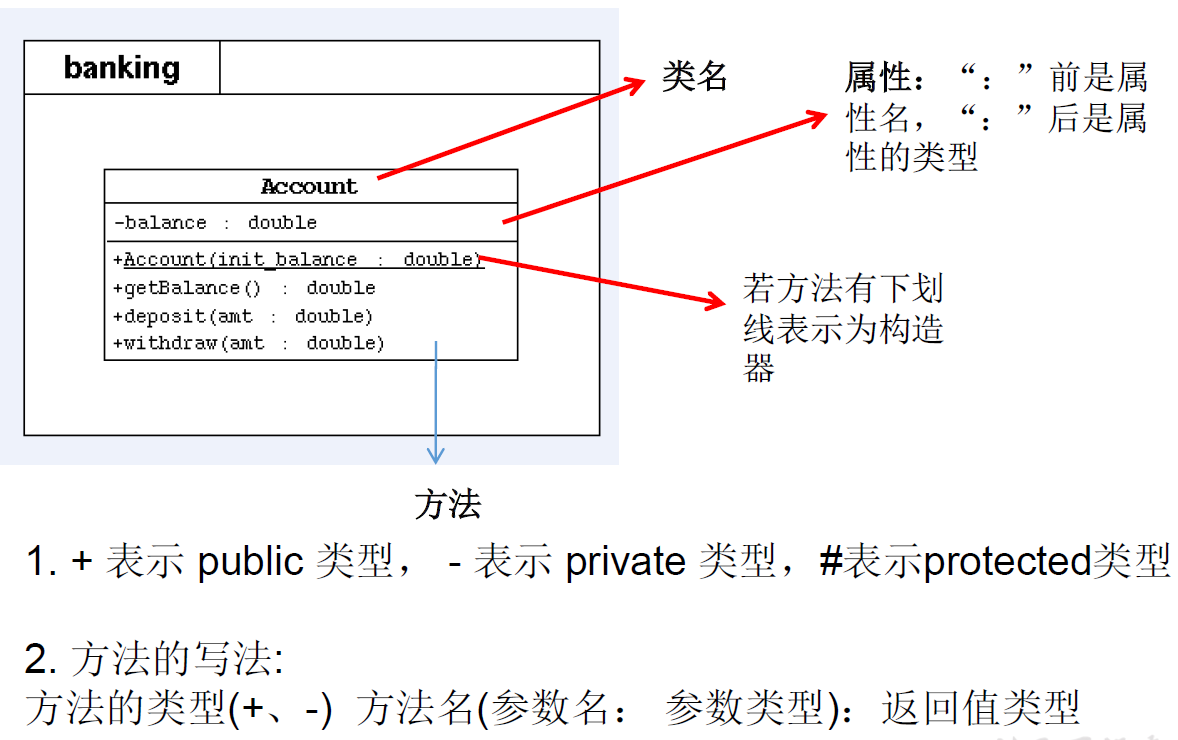 banking
类名
属性：“：”前是属
性名，“：”后是属
性的类型
Account
-balance : double
+Account(init_balance : double)
+getBalance() : double
+deposit(amt : double)
+withdraw(amt : double)
若方法有下划
线表示为构造
器
方法
1. + 表示 public 类型， - 表示 private 类型，#表示protected类型
2. 方法的写法:
方法的类型(+、-) 方法名(参数名： 参数类型)：返回值类型